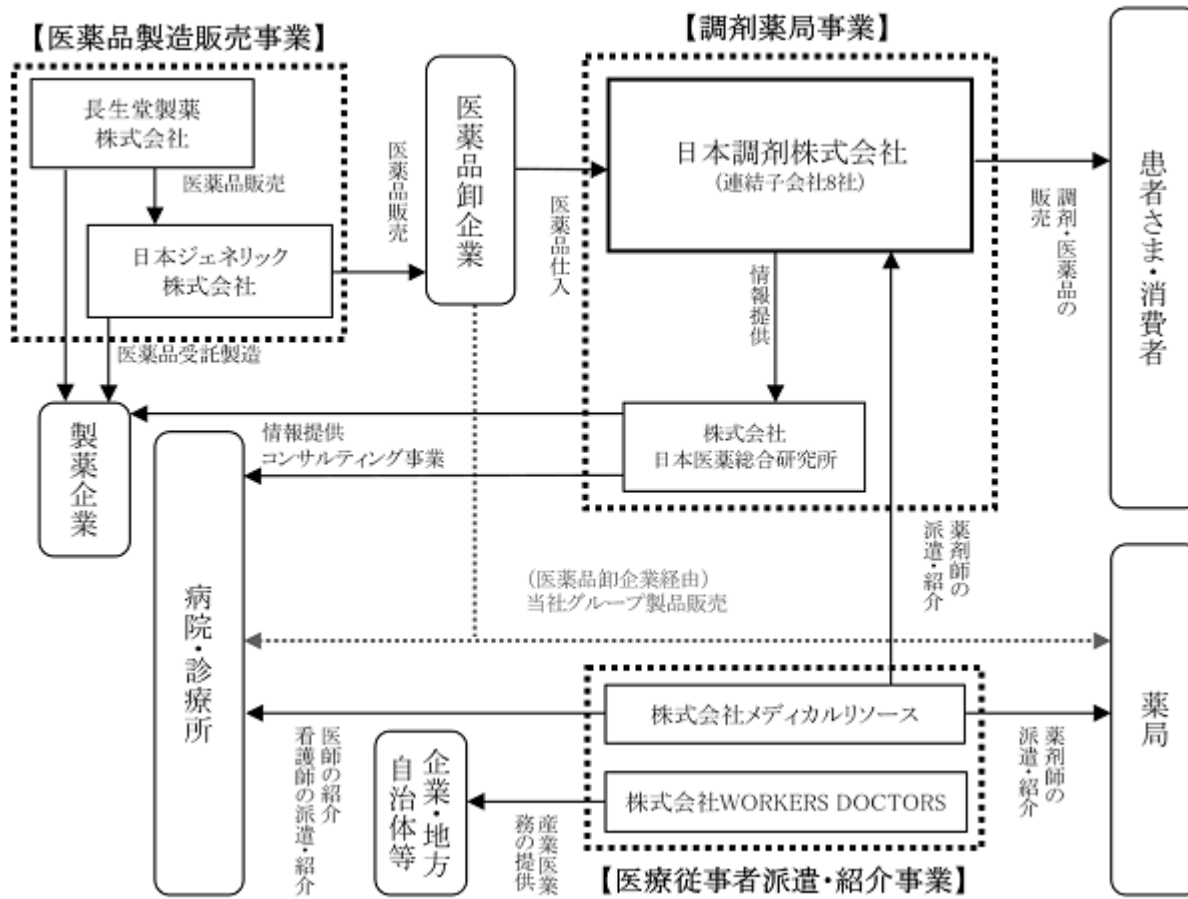 【医薬品製造販売事業】
長生堂製薬
株式会社
医薬品販売
日本ジェネリック
株式会社
医薬品受託製造
医薬品販売
医薬品卸企業
医薬品仕入
【調剤薬局事業】
日本調剤株式会社
(連結子会社8社)
情報提供
株式会社
日本医薬総合研究所
調剤・医薬品の
販売
患者さま・消費者
製薬企業
情報提供
コンサルティング事業
病院・診療所
(医薬品卸企業経由)
当社グループ製品販売
薬剤師の
派遣・紹介
株式会社メディカルリソース
株式会社WORKERS DOCTORS
【医療従事者派遣・紹介事業】
医師の紹介
看護師の派遣・紹介
企業・地方
自治体等
産業医業
務の提供
薬剤師の
派遣・紹介
薬局